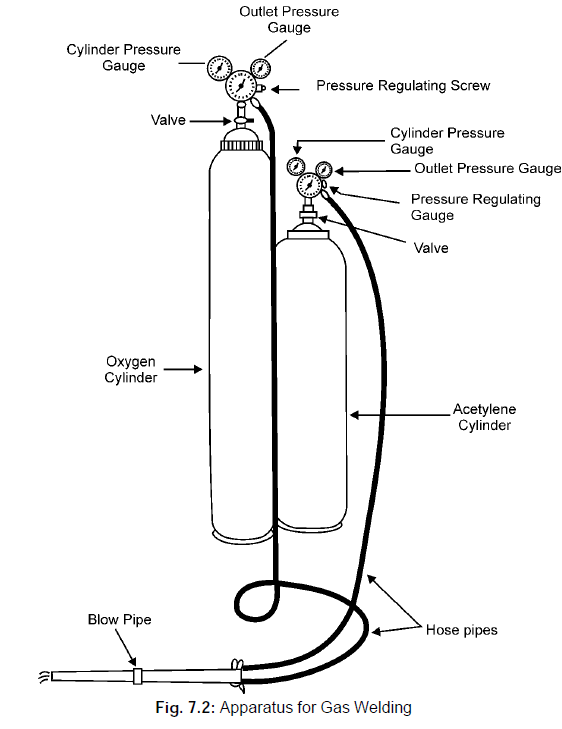 Outlet Pressure
Gauge
Cylinder Pressure
Gauge
Pressure Regulating Screw
Valve
Cylinder Pressure
Gauge
Outlet Pressure Gauge
Pressure Regulating
Gauge
Valve
Oxygen
Cylinder
Acetylene
Cylinder
Blow Pipe
Hose pipes
Fig. 7.2: Apparatus for Gas Welding